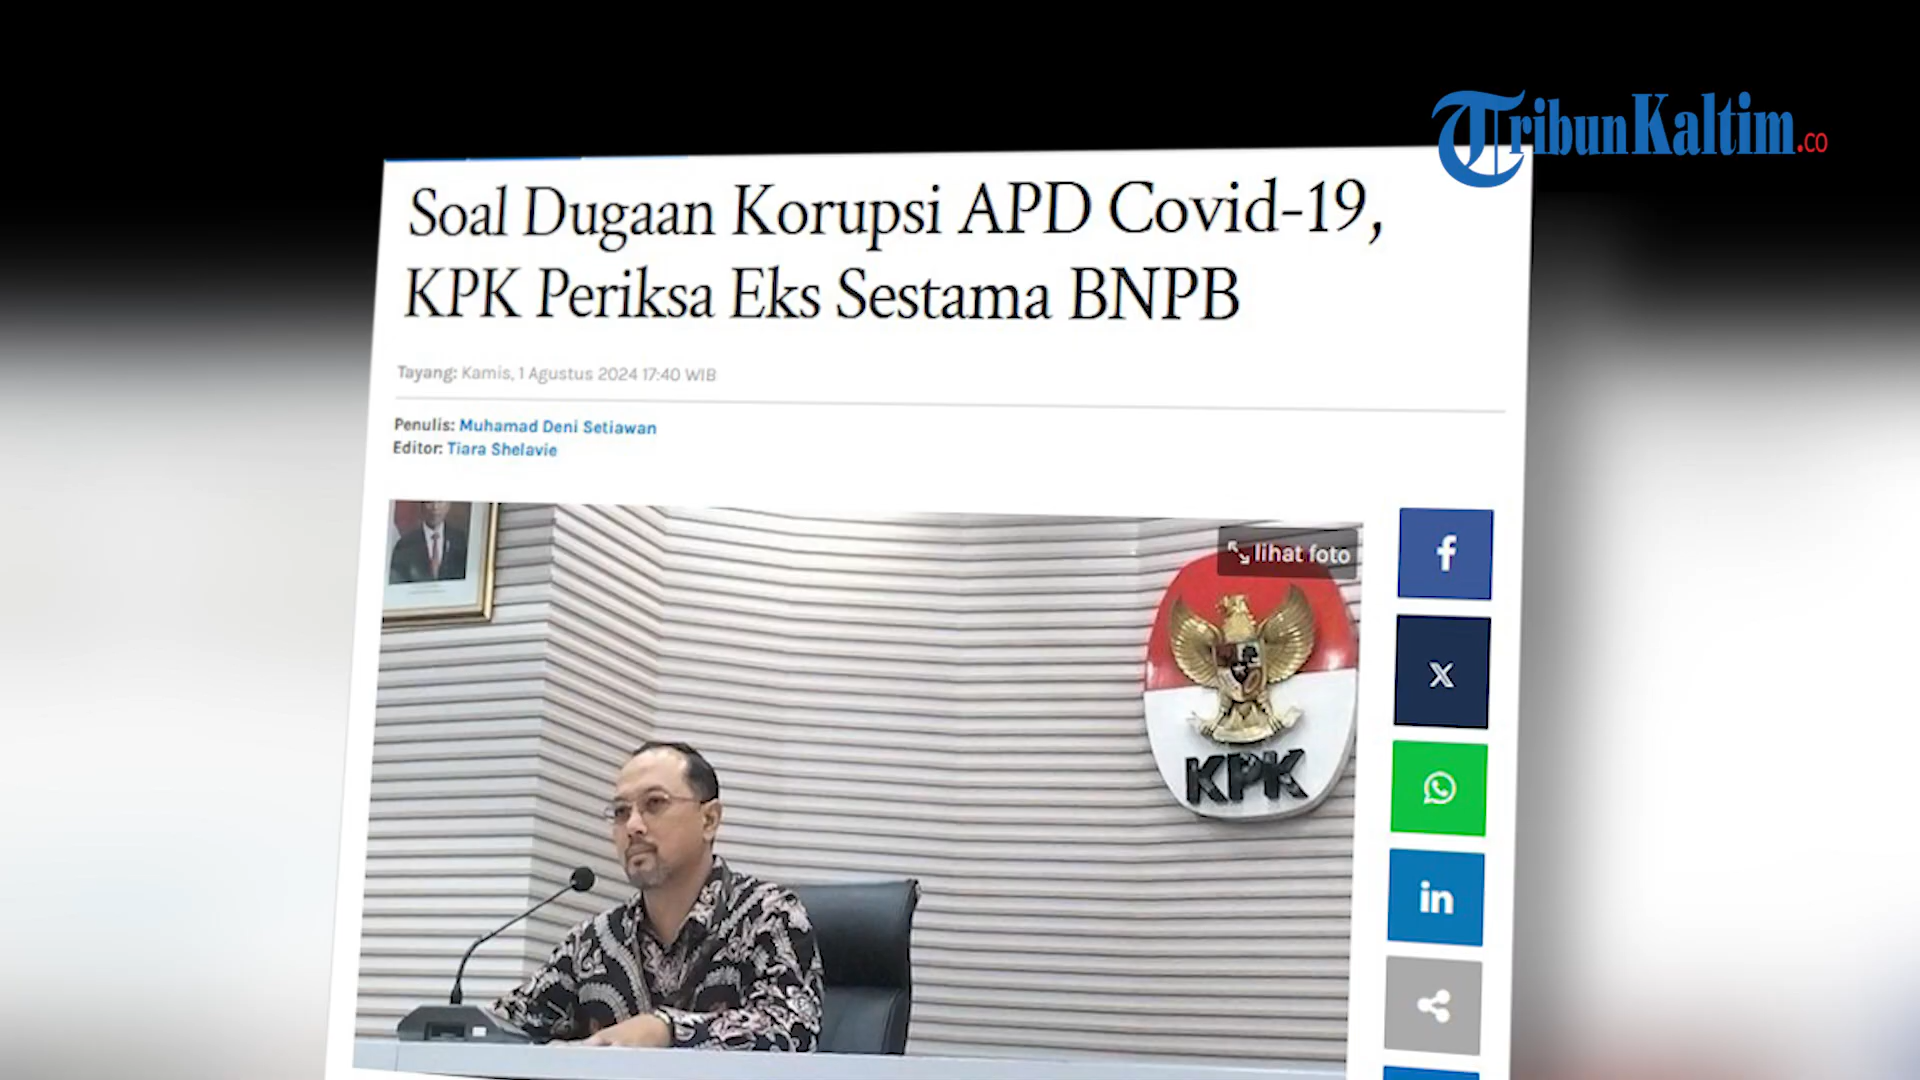 TribunKaltim.co
Soal Dugaan Korupsi APD Covid-19,
KPK Periksa Eks Sestama BNPB
Tayang: Kamis, 1 Agustus 2024 17:40 WIB
Penulis: Muhamad Deni Setiawan
Editor: Tiara Shelavie
lihat foto
KPK
f
X
in